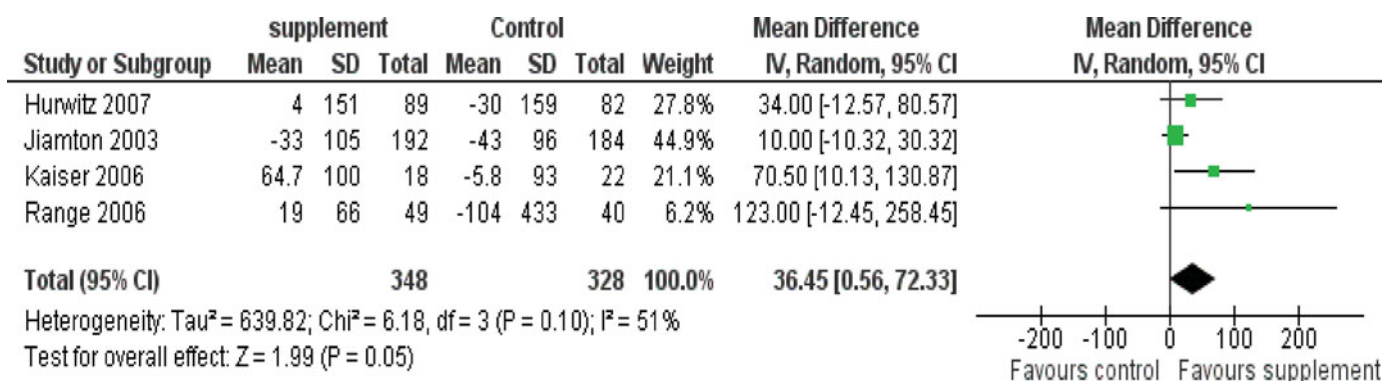 supplement Control Mean Difference Mean Difference
Study or Subgroup Mean SD Total Mean SD Total Weight IV, Random, 95% CI IV, Random, 95% CI
Hurwitz 2007 4 151 89 -30 159 82 27.8% 34.00 [-12.57, 80.57]
Jiamton 2003 -33 105 192 -43 96 184 44.9% 10.00 [-10.32, 30.32]
Kaiser 2006 64.7 100 18 -5.8 93 22 21.1% 70.50 [10.13, 130.87]
Range 2006 19 66 49 -104 433 40 6.2% 123.00 [-12.45, 258.45]
Total (95% CI) 348 328 100.0% 36.45 [0.56, 72.33]
Heterogeneity: Tau² = 639.82; Chi² = 6.18, df = 3 (P = 0.10); I² = 51%
Test for overall effect: Z = 1.99 (P = 0.05)
-200 -100 0 100 200
Favours control Favours supplement